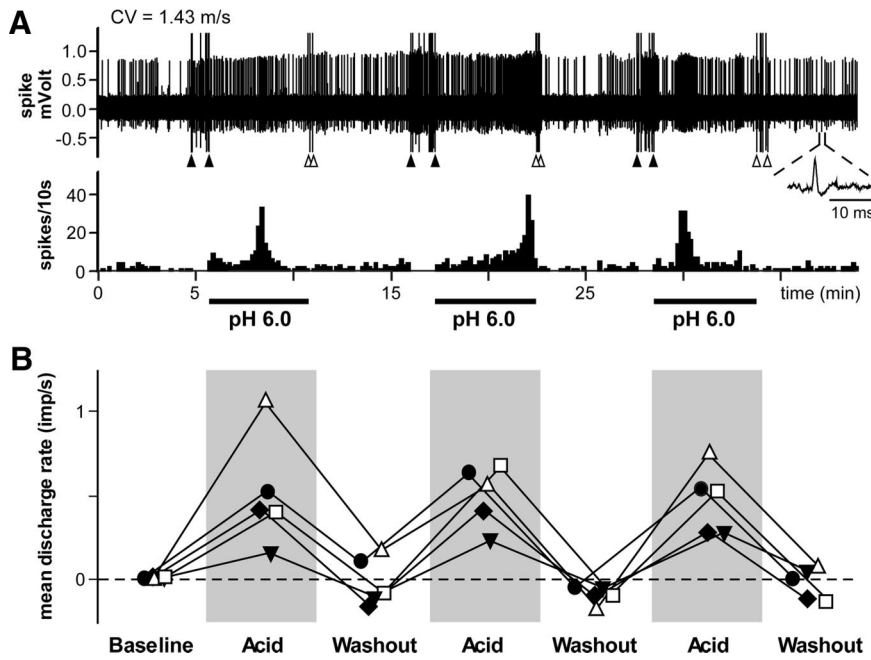 A
CV = 1.43 m/s
spike
mVolt
1.0
0.5
0.0
-0.5
10 ms
spikes/10s
40
20
0
0 5 15 25 time (min)
pH 6.0 pH 6.0 pH 6.0
B
mean discharge rate (imp/s)
1
0
Baseline Acid Washout Acid Washout Acid Washout